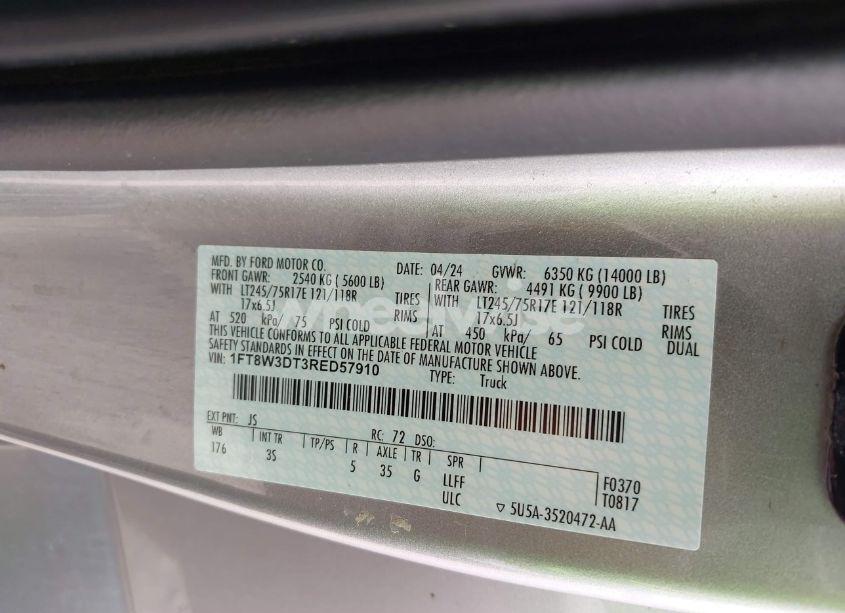 MFD. BY FORD MOTOR CO. DATE: 04/24 GVWR: 6350 KG (14000 LB)
FRONT GAWR: 2540 KG ( 5600 LB) REAR GAWR: 4491 KG ( 9900 LB)
WITH LT245/75R17E 121/118R TIRES WITH LT245/75R17E 121/118R TIRES
17x6.5J RIMS 17x6.5J RIMS
AT 520 kPa/ 75 PSI COLD AT 450 kPa/ 65 PSI COLD DUAL
THIS VEHICLE CONFORMS TO ALL APPLICABLE FEDERAL MOTOR VEHICLE
SAFETY STANDARDS IN EFFECT ON THE DATE OF MANUFACTURE SHOWN ABOVE.
VIN: 1FT8W3DT3RED57910 TYPE: Truck
EXT PNT: JS RC: 72 DSO:
WB INT TR TP/PS R AXLE TR SPR
176 3S 5 35 G LLFF F0370
ULC T0817
5U5A-3520472-AA
wheelwise